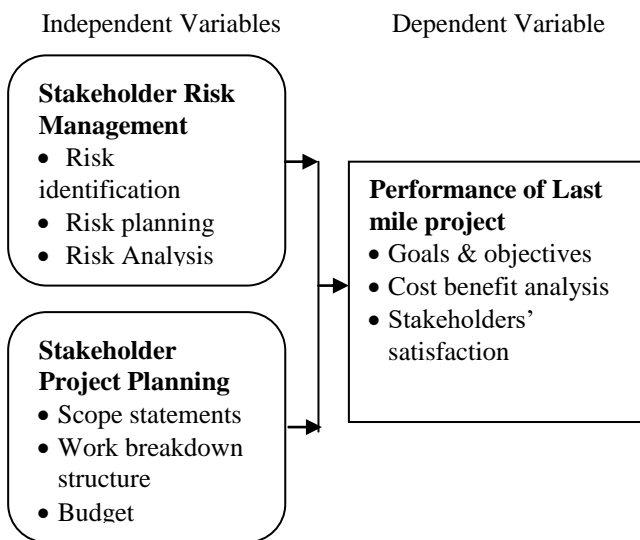 Independent Variables
Dependent Variable
Stakeholder Risk
Management
• Risk
identification
• Risk planning
• Risk Analysis
Stakeholder
Project Planning
• Scope statements
• Work breakdown
structure
• Budget
Performance of Last
mile project
• Goals & objectives
• Cost benefit analysis
• Stakeholders’
satisfaction